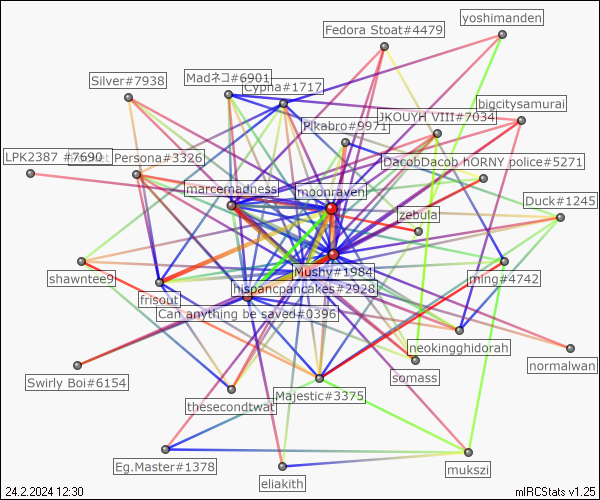 yoshimanden
Fedora Stoat#4479
Silver#7938
Madネコ#6901
Cypha#1717
bigcitysamurai
JKOUYH VIII#7034
Pikabro#9971
LPK2387 #7690
Persona#3326
DacobDacob hORNY police#5271
marcemadness
moonraven
Duck#1245
zebula
shawntee9
Mushy#1984
ming#4742
frisout
hispancpancakes#2928
Can anything be saved#0396
neokingghidorah
normalwan
somass
Swirly Boi#6154
Majestic#3375
thesecondtwat
Eg.Master#1378
mukszi
eliakith
24.2.2024 12:30
mIRCStats v1.25